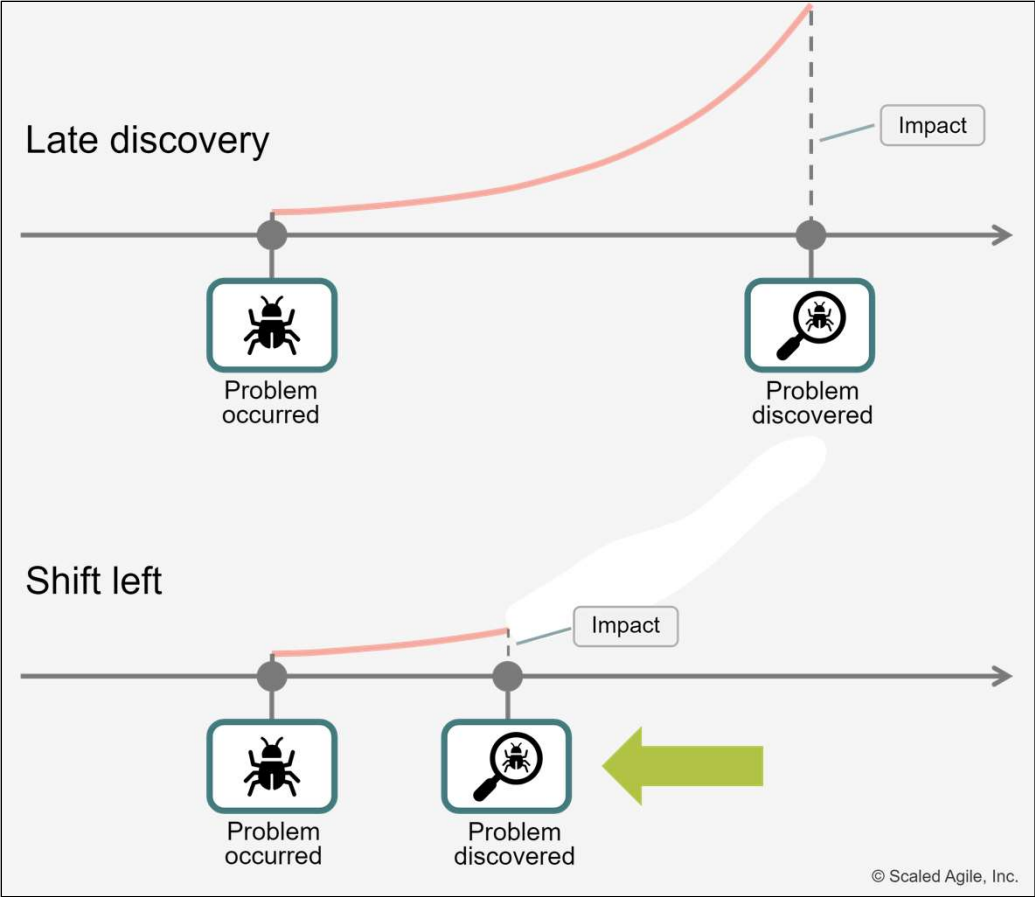 Late discovery
Impact
Problem
occurred
Problem
discovered
Shift left
Impact
Problem
occurred
Problem
discovered
© Scaled Agile, Inc.